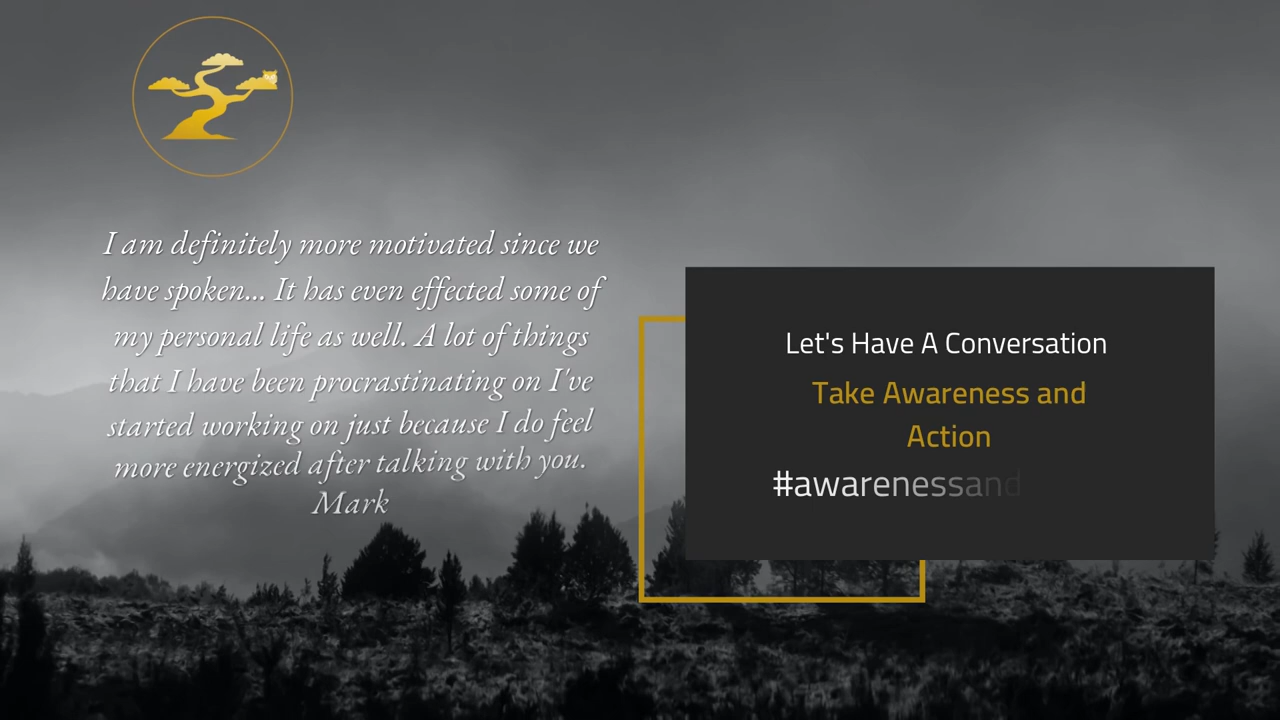 I am definitely more motivated since we
have spoken... It has even effected some of
my personal life as well. A lot of things
that I have been procrastinating on I've
started working on just because I do feel
more energized after talking with you.
Mark
Let's Have A Conversation
Take Awareness and
Action
#awarenessand